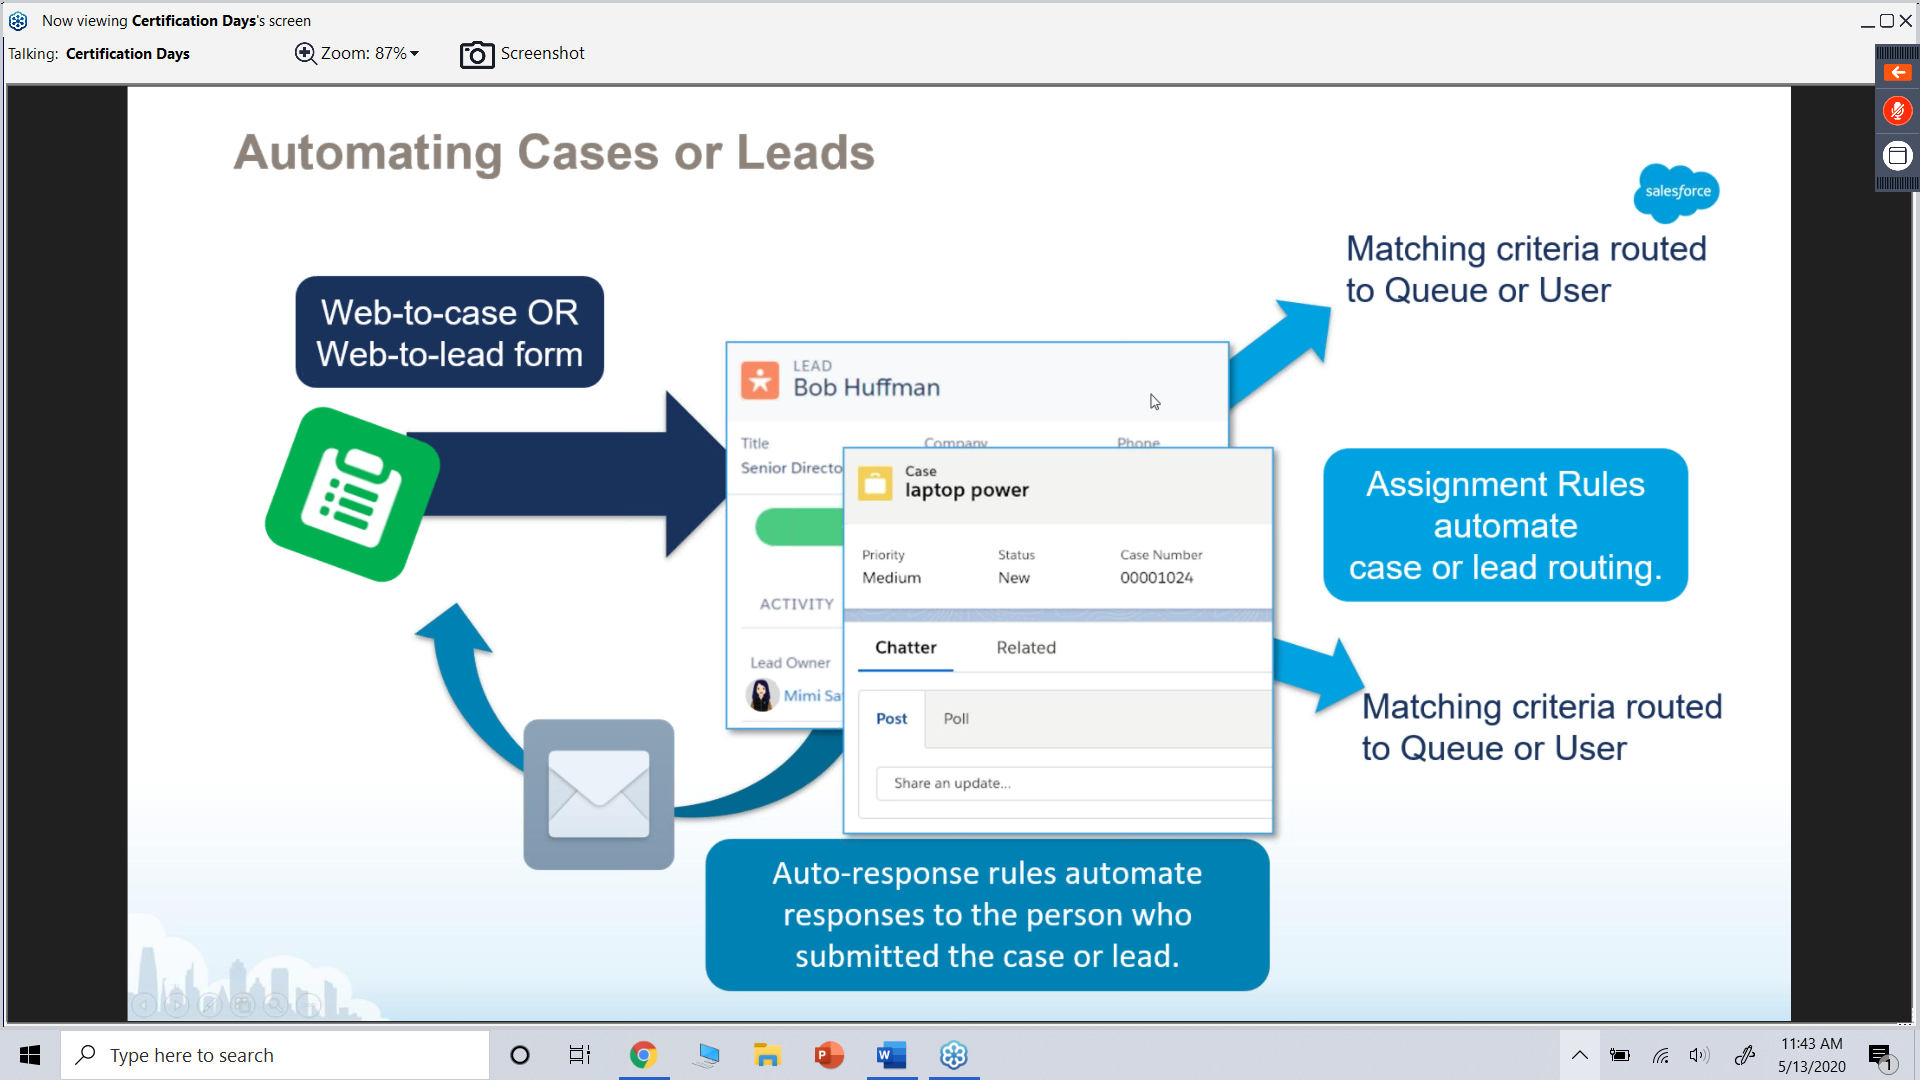 Now viewing Certification Days's screen
Talking: Certification Days
Zoom: 87%
Screenshot
Automating Cases or Leads
salesforce
Matching criteria routed
to Queue or User
Web-to-case OR
Web-to-lead form
LEAD
Bob Huffman
Title
Company
Phone
Senior Directo
Case
laptop power
Priority
Status
Case Number
Medium
New
00001024
ACTIVITY
Chatter
Related
Lead Owner
Mimi Sa
Post
Poll
Share an update...
Assignment Rules
automate
case or lead routing.
Matching criteria routed
to Queue or User
Auto-response rules automate
responses to the person who
submitted the case or lead.
Type here to search
11:43 AM
5/13/2020
1